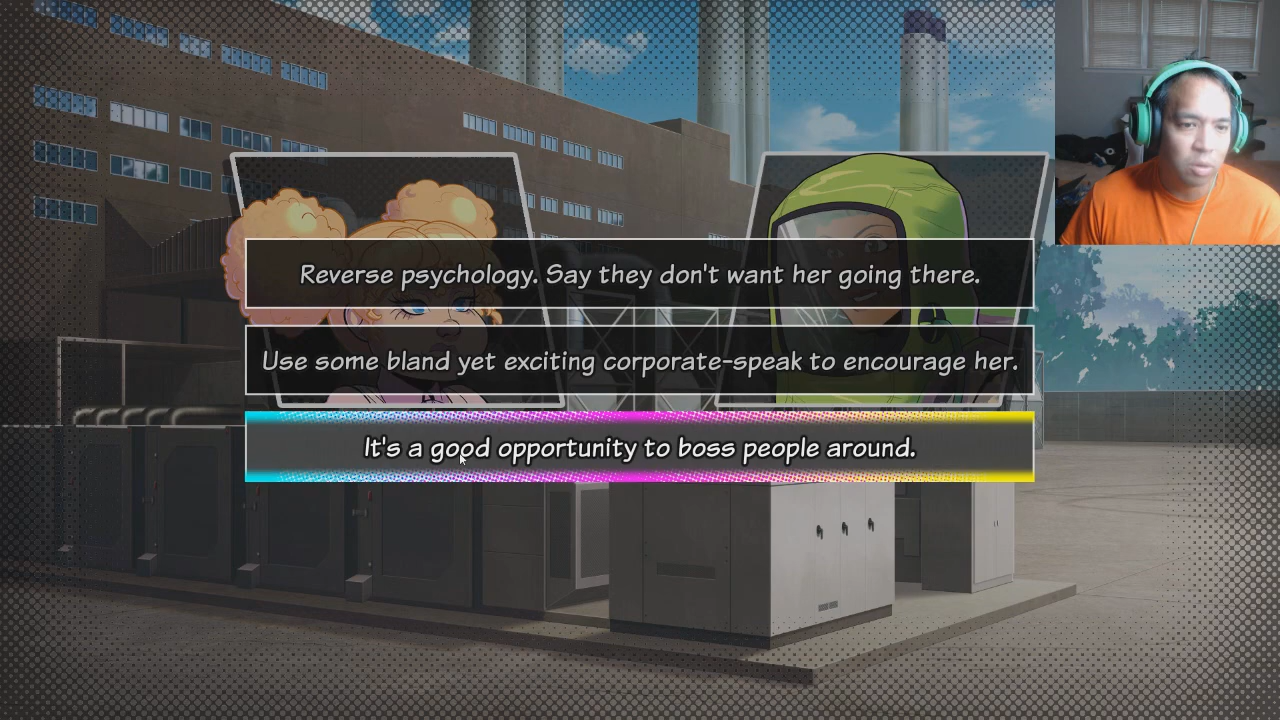 Reverse psychology. Say they don't want her going there.
Use some bland yet exciting corporate-speak to encourage her.
It's a good opportunity to boss people around.